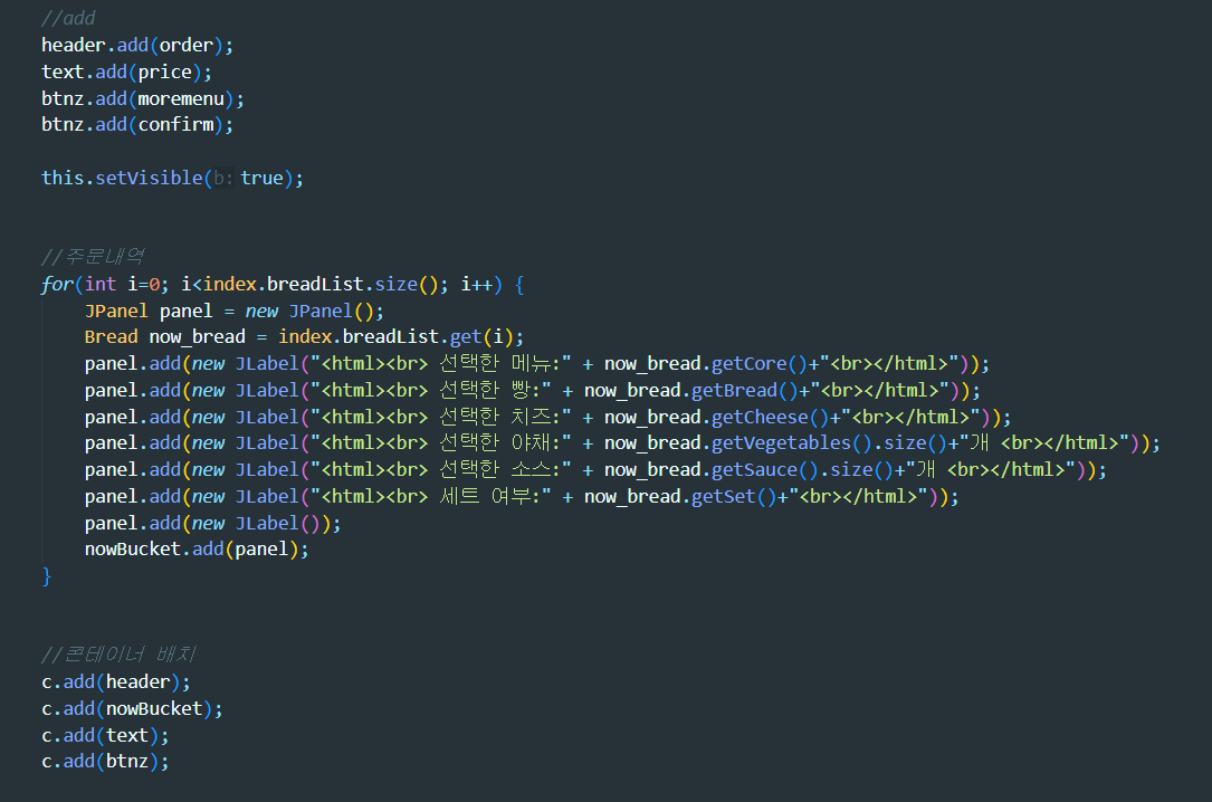 //add
header.add(order);
text.add(price);
btnz.add(moremenu);
btnz.add(confirm);
this.setVisible(b: true);
//주문내역
for(int i=0; i<index.breadList.size(); i++) {
JPanel panel = new JPanel();
Bread now_bread = index.breadList.get(i);
panel.add(new JLabel("<html><br> 선택한 메뉴:" + now_bread.getCore()+"<br></html>"));
panel.add(new JLabel("<html><br> 선택한 빵:" + now_bread.getBread()+"<br></html>"));
panel.add(new JLabel("<html><br> 선택한 치즈:" + now_bread.getCheese()+"<br></html>"));
panel.add(new JLabel("<html><br> 선택한 야채:" + now_bread.getVegetables().size()+"개 <br></html>"));
panel.add(new JLabel("<html><br> 선택한 소스:" + now_bread.getSauce().size()+"개 <br></html>"));
panel.add(new JLabel("<html><br> 세트 여부:" + now_bread.getSet()+"<br></html>"));
panel.add(new JLabel());
nowBucket.add(panel);
}
//콘테이너 배치
c.add(header);
c.add(nowBucket);
c.add(text);
c.add(btnz);